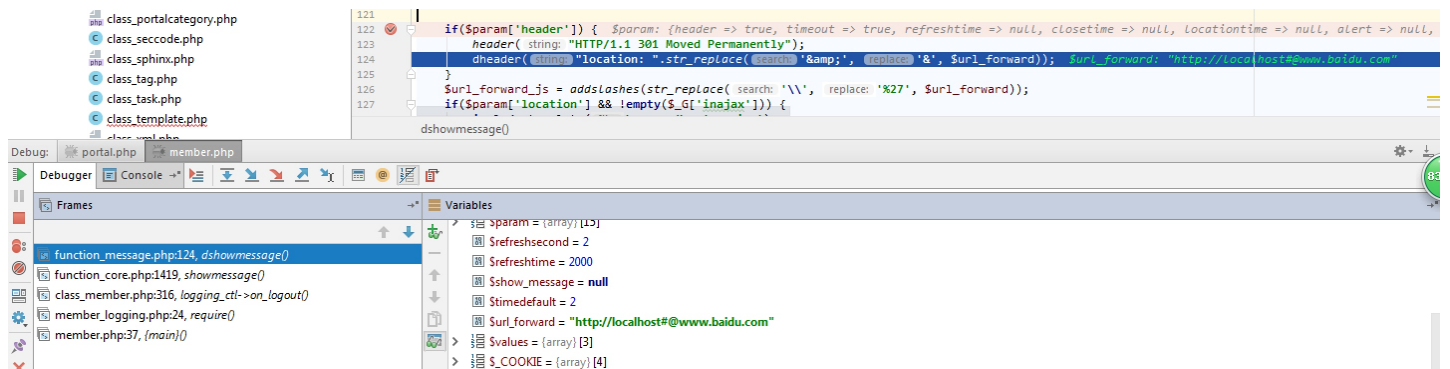 class_portalcategory.php
class_seccode.php
class_sphinx.php
class_tag.php
class_task.php
class_template.php
class_xml.php
121
122 if($param['header']) { $param: {header => true, timeout => true, refreshtime => null, closetime => null, locationtime => null, alert => null,
123 header( string: "HTTP/1.1 301 Moved Permanently");
124 dheader( string: "location: ".str_replace( search: '&amp;', replace: '&', $url_forward)); $url_forward: "http://localhost#@www.baidu.com"
125 }
126 $url_forward_js = addslashes(str_replace( search: '\\', replace: '%27', $url_forward));
127 if($param['location'] && !empty($_G['inajax'])) {
dshowmessage()
Debug: portal.php member.php
Debugger Console
83
Frames
Variables
function_message.php:124, dshowmessage()
function_core.php:1419, showmessage()
class_member.php:316, logging_ctl->on_logout()
member_logging.php:24, require()
member.php:37, {main}()
$param = {array} [15]
$refreshsecond = 2
$refreshtime = 2000
$show_message = null
$timedefault = 2
$url_forward = "http://localhost#@www.baidu.com"
$values = {array} [3]
$_COOKIE = {array} [4]